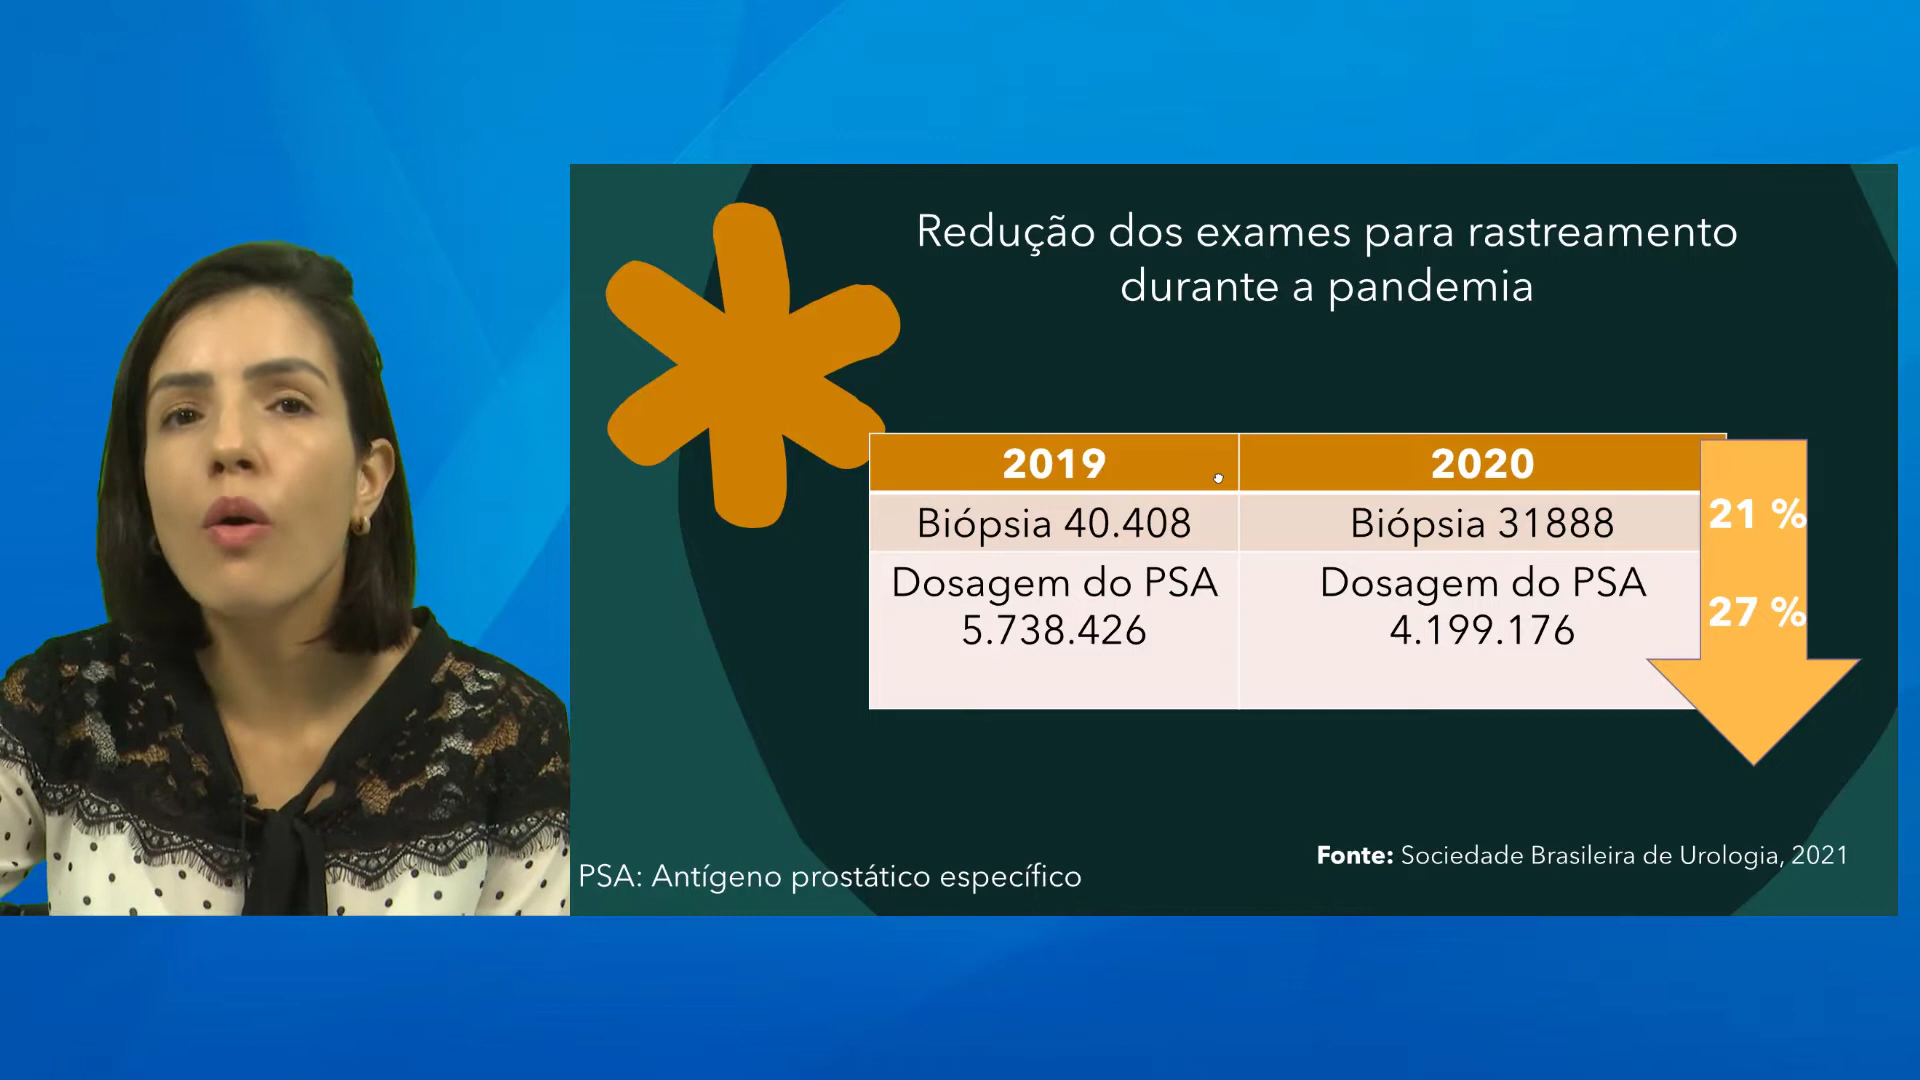 Redução dos exames para rastreamento
durante a pandemia
2019
2020
Biópsia 40.408
Biópsia 31888
21 %
Dosagem do PSA
5.738.426
Dosagem do PSA
4.199.176
27 %
Fonte: Sociedade Brasileira de Urologia, 2021
PSA: Antígeno prostático específico